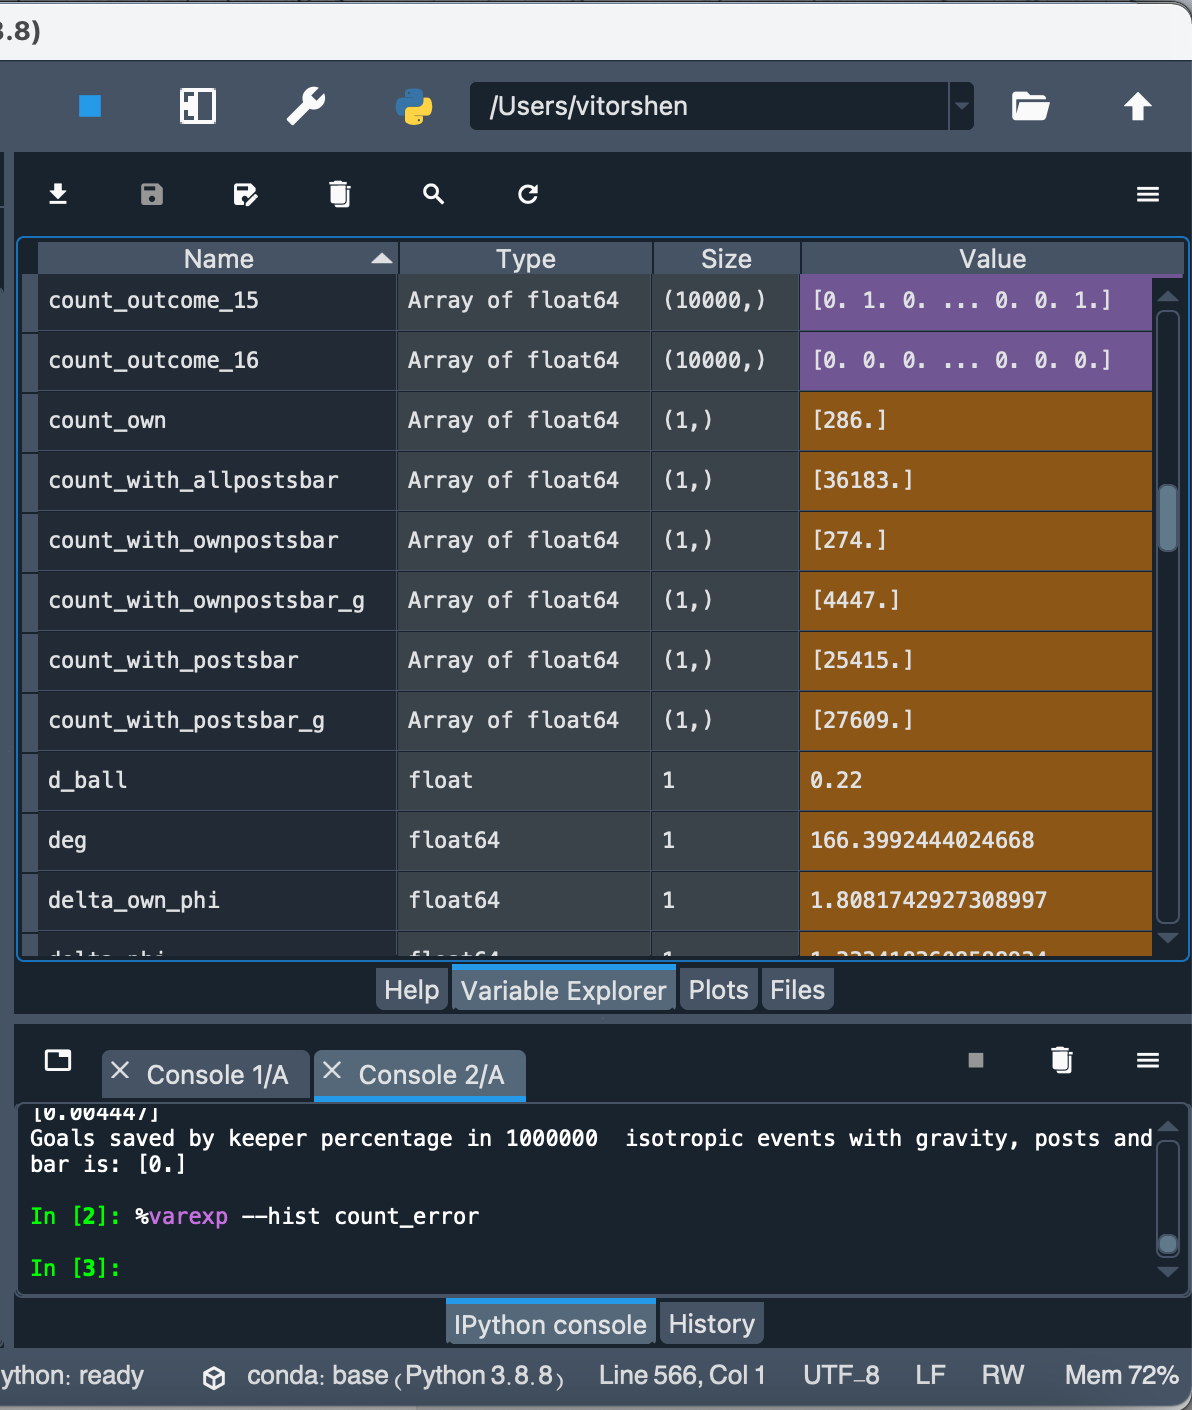 3.8)
/Users/vitorshen
Name Type Size Value
count_outcome_15 Array of float64 (10000,) [0. 1. 0. ... 0. 0. 1.]
count_outcome_16 Array of float64 (10000,) [0. 0. 0. ... 0. 0. 0.]
count_own Array of float64 (1,) [286.]
count_with_allpostsbar Array of float64 (1,) [36183.]
count_with_ownpostsbar Array of float64 (1,) [274.]
count_with_ownpostsbar_g Array of float64 (1,) [4447.]
count_with_postsbar Array of float64 (1,) [25415.]
count_with_postsbar_g Array of float64 (1,) [27609.]
d_ball float 1 0.22
deg float64 1 166.3992444024668
delta_own_phi float64 1 1.8081742927308997
delta_phi float64 1
Help Variable Explorer Plots Files
Console 1/A Console 2/A
[0.004447]
Goals saved by keeper percentage in 1000000 isotropic events with gravity, posts and
bar is: [0.]
In [2]: %varexp --hist count_error
In [3]:
IPython console History
ython: ready conda: base (Python 3.8.8) Line 566, Col 1 UTF-8 LF RW Mem 72%